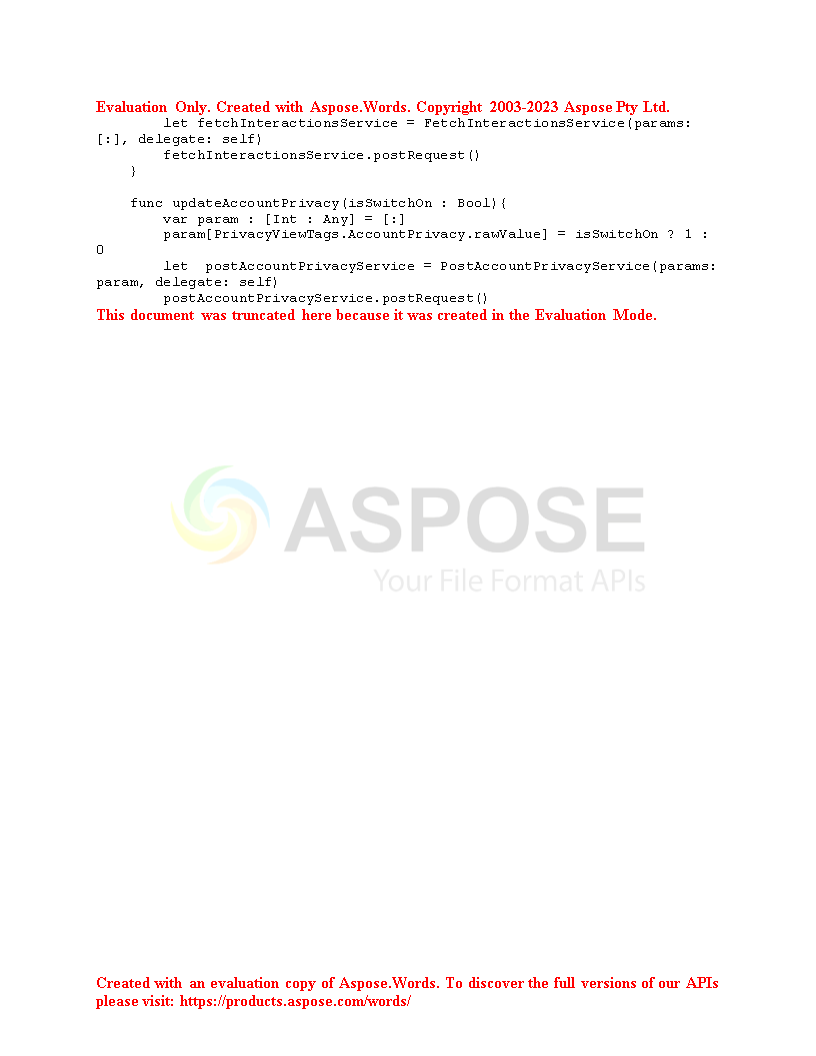 Evaluation Only. Created with Aspose.Words. Copyright 2003-2023 Aspose Pty Ltd.
        let fetchInteractionsService = FetchInteractionsService(params:
[:], delegate: self)
        fetchInteractionsService.postRequest()
    }

    func updateAccountPrivacy(isSwitchOn : Bool){
        var param : [Int : Any] = [:]
        param[PrivacyViewTags.AccountPrivacy.rawValue] = isSwitchOn ? 1 :
0
        let  postAccountPrivacyService = PostAccountPrivacyService(params:
param, delegate: self)
        postAccountPrivacyService.postRequest()
This document was truncated here because it was created in the Evaluation Mode.
ASPOSE
Your File Format APIs
Created with an evaluation copy of Aspose.Words. To discover the full versions of our APIs
please visit: https://products.aspose.com/words/